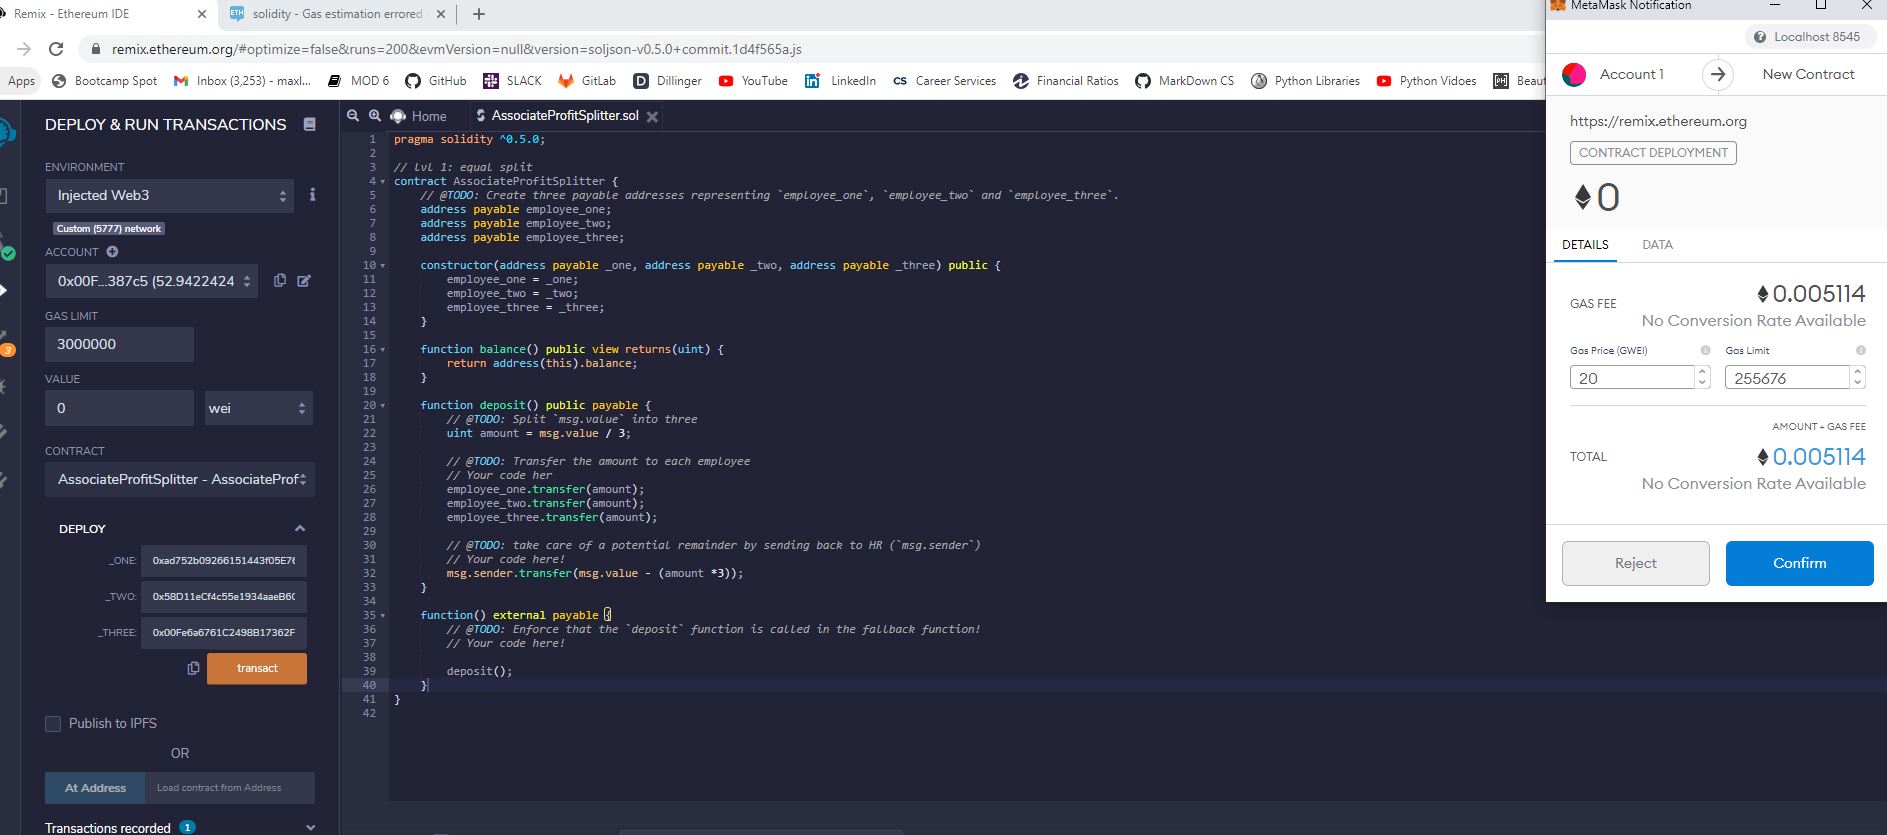 Remix - Ethereum IDE
solidity - Gas estimation errored
remix.ethereum.org/#optimize=false&runs=200&evmVersion=null&version=soljson-v0.5.0+commit.1d4f565a.js
Apps
Bootcamp Spot
Inbox (3,253) - maxl...
MOD 6
GitHub
SLACK
GitLab
Dillinger
YouTube
LinkedIn
CS Career Services
Financial Ratios
MarkDown CS
Python Libraries
Python Vidoes
Beaut
DEPLOY & RUN TRANSACTIONS
ENVIRONMENT
Injected Web3
Custom (5777) network
ACCOUNT
0x00F...387c5 (52.9422424
GAS LIMIT
3000000
VALUE
0
wei
CONTRACT
AssociateProfitSplitter - AssociateProf
DEPLOY
_ONE: 0xad752b09266151443f05E7
_TWO: 0x58D11eCf4c55e1934aaeB6
_THREE: 0x00Fe6a6761C2498B17362F
transact
Publish to IPFS
OR
At Address
Load contract from Address
Transactions recorded 1
3
Home
AssociateProfitSplitter.sol
1 pragma solidity ^0.5.0;
2
3 // lvl 1: equal split
4 contract AssociateProfitSplitter {
5 // @TODO: Create three payable addresses representing `employee_one`, `employee_two` and `employee_three`.
6 address payable employee_one;
7 address payable employee_two;
8 address payable employee_three;
9
10 constructor(address payable _one, address payable _two, address payable _three) public {
11 employee_one = _one;
12 employee_two = _two;
13 employee_three = _three;
14 }
15
16 function balance() public view returns(uint) {
17 return address(this).balance;
18 }
19
20 function deposit() public payable {
21 // @TODO: Split `msg.value` into three
22 uint amount = msg.value / 3;
23
24 // @TODO: Transfer the amount to each employee
25 // Your code her
26 employee_one.transfer(amount);
27 employee_two.transfer(amount);
28 employee_three.transfer(amount);
29
30 // @TODO: take care of a potential remainder by sending back to HR (`msg.sender`)
31 // Your code here!
32 msg.sender.transfer(msg.value - (amount *3));
33 }
34
35 function() external payable {
36 // @TODO: Enforce that the `deposit` function is called in the fallback function!
37 // Your code here!
38
39 deposit();
40 }
41 }
42
MetaMask Notification
Localhost 8545
Account 1
New Contract
https://remix.ethereum.org
CONTRACT DEPLOYMENT
0
DETAILS
DATA
GAS FEE
0.005114
No Conversion Rate Available
Gas Price (GWEI)
Gas Limit
20
255676
AMOUNT + GAS FEE
TOTAL
0.005114
No Conversion Rate Available
Reject
Confirm